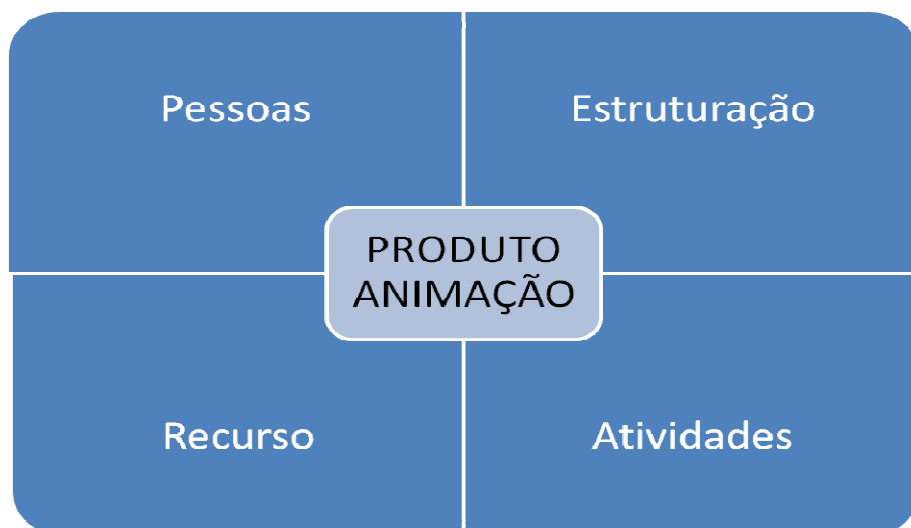 Pessoas
Estruturação
PRODUTO
ANIMAÇÃO
Recurso
Atividades